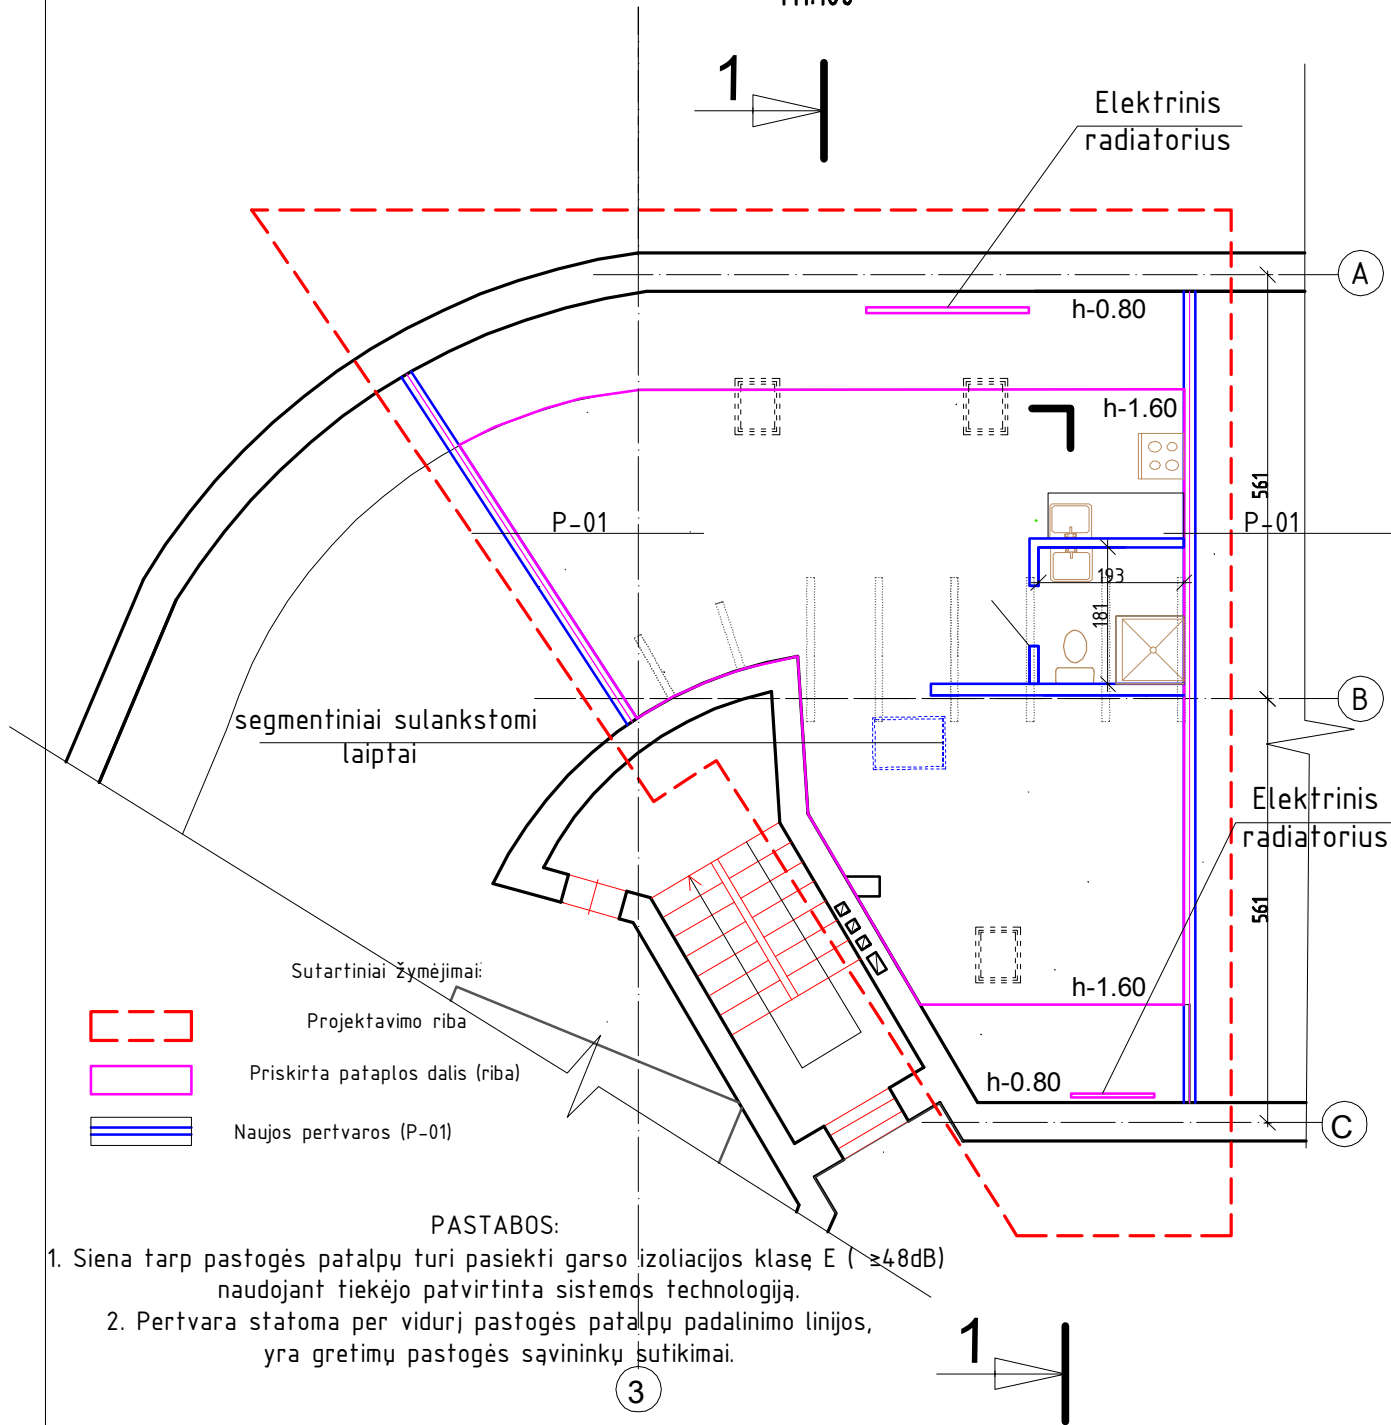 1
Elektrinis
radiatorius
A
h-0.80
h-1.60
561
P-01
P-01
193
181
B
segmentiniai sulankstomi
laiptai
Elektrinis
radiatorius
561
Sutartiniai žymėjimai:
h-1.60
Projektavimo riba
Priskirta pataplos dalis (riba)
h-0.80
Naujos pertvaros (P-01)
C
PASTABOS:
1. Siena tarp pastogės patalpų turi pasiekti garso izoliacijos klasę E ( ≥48dB)
naudojant tiekėjo patvirtinta sistemos technologiją.
2. Pertvara statoma per vidurį pastogės patalpų padalinimo linijos,
yra gretimų pastogės sąvininkų sutikimai.
1
3